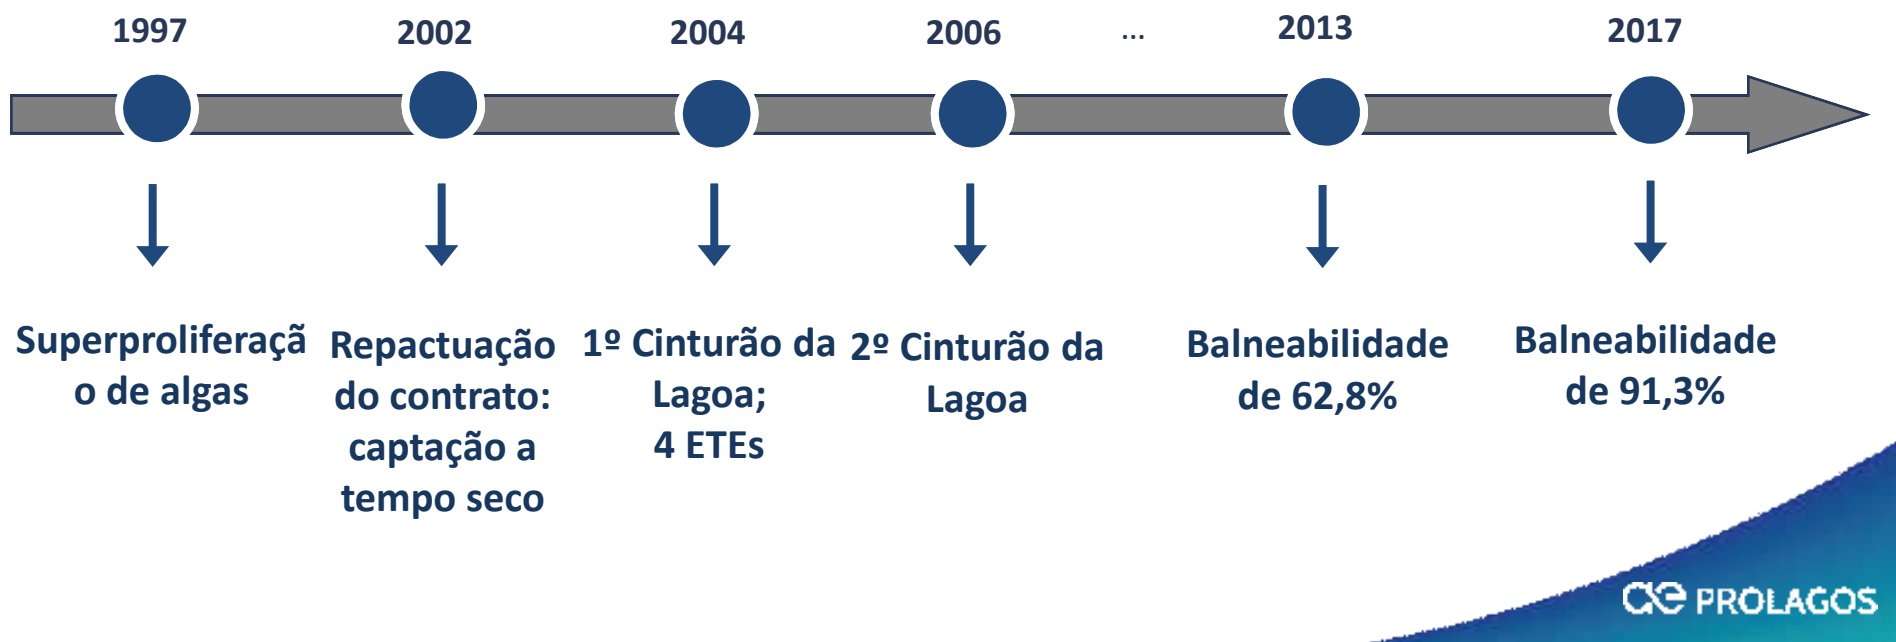 1997
2002
2004
2006
...
2013
2017
Superproliferaçã
o de algas
Repactuação
do contrato:
captação a
tempo seco
1º Cinturão da
Lagoa;
4 ETEs
2º Cinturão da
Lagoa
Balneabilidade
de 62,8%
Balneabilidade
de 91,3%
ae PROLAGOS